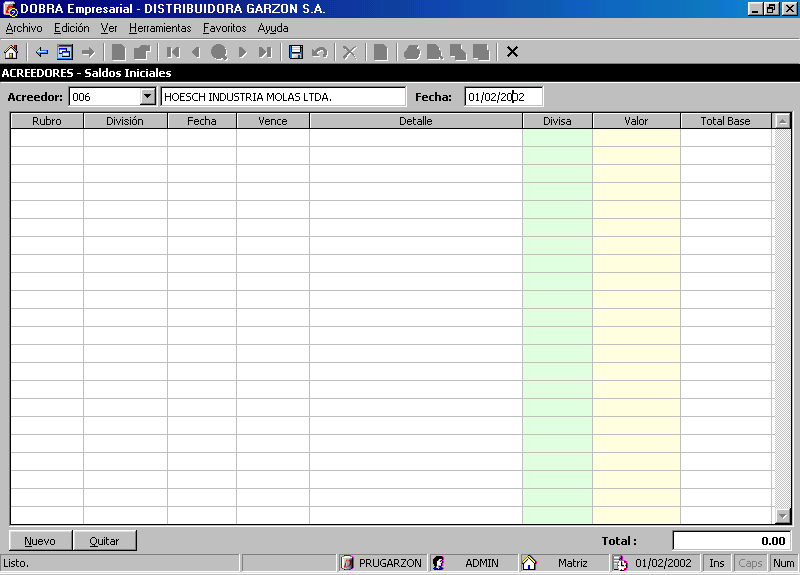 DOBRA Empresarial - DISTRIBUIDORA GARZON S.A.
Archivo Edición Ver Herramientas Favoritos Ayuda
ACREEDORES - Saldos Iniciales
Acreedor: 006 HOESCH INDUSTRIA MOLAS LTDA. Fecha: 01/02/2002
Rubro División Fecha Vence Detalle Divisa Valor Total Base
Nuevo Quitar Total : 0.00
Listo. PRUGARZON ADMIN Matriz 01/02/2002 Ins Caps Num